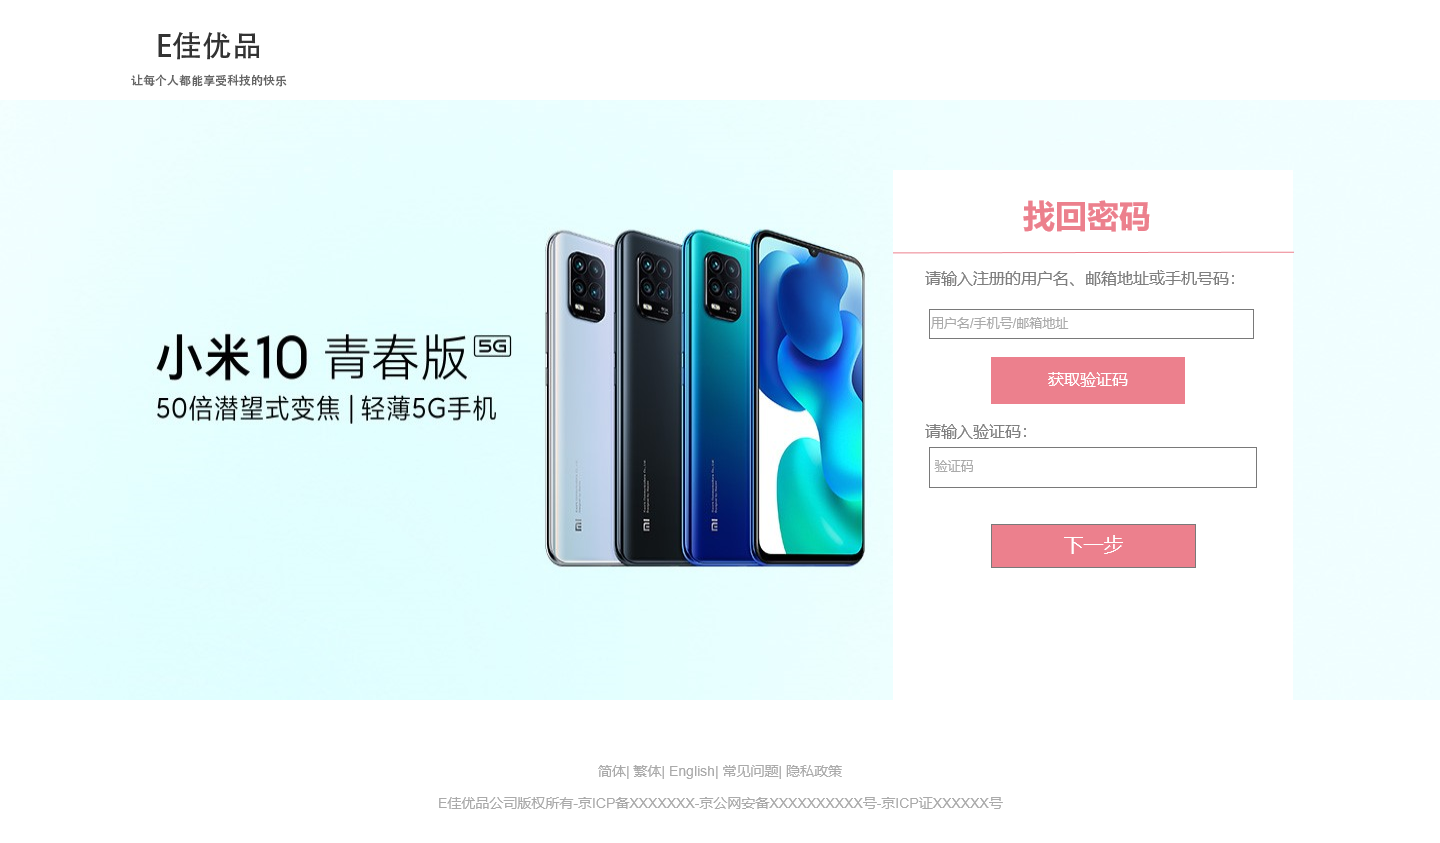 E佳优品
让每个人都能享受科技的快乐
找回密码
请输入注册的用户名、邮箱地址或手机号码：
用户名/手机号/邮箱地址
获取验证码
请输入验证码：
验证码
下一步
小米10 青春版 5G
50倍潜望式变焦 | 轻薄5G手机
简体| 繁体| English| 常见问题| 隐私政策
E佳优品公司版权所有-京ICP备XXXXXXX-京公网安备XXXXXXXXXX号-京ICP证XXXXXX号